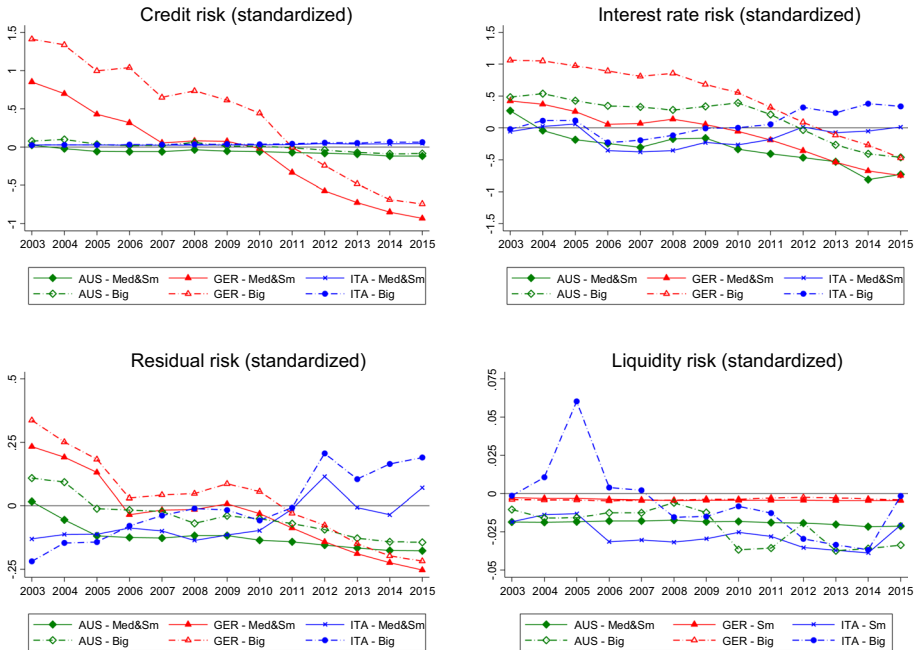 Credit risk (standardized)
1.5
1
.5
0
-.5
-1
2003 2004 2005 2006 2007 2008 2009 2010 2011 2012 2013 2014 2015
AUS - Med&Sm GER - Med&Sm ITA - Med&Sm
AUS - Big GER - Big ITA - Big
Interest rate risk (standardized)
1.5
1
.5
0
-.5
-1
-1.5
2003 2004 2005 2006 2007 2008 2009 2010 2011 2012 2013 2014 2015
AUS - Med&Sm GER - Med&Sm ITA - Med&Sm
AUS - Big GER - Big ITA - Big
Residual risk (standardized)
.5
.25
0
-.25
2003 2004 2005 2006 2007 2008 2009 2010 2011 2012 2013 2014 2015
AUS - Med&Sm GER - Med&Sm ITA - Med&Sm
AUS - Big GER - Big ITA - Big
Liquidity risk (standardized)
.075
.05
.025
0
-.025
-.05
2003 2004 2005 2006 2007 2008 2009 2010 2011 2012 2013 2014 2015
AUS - Med&Sm GER - Sm ITA - Sm
AUS - Big GER - Big ITA - Big